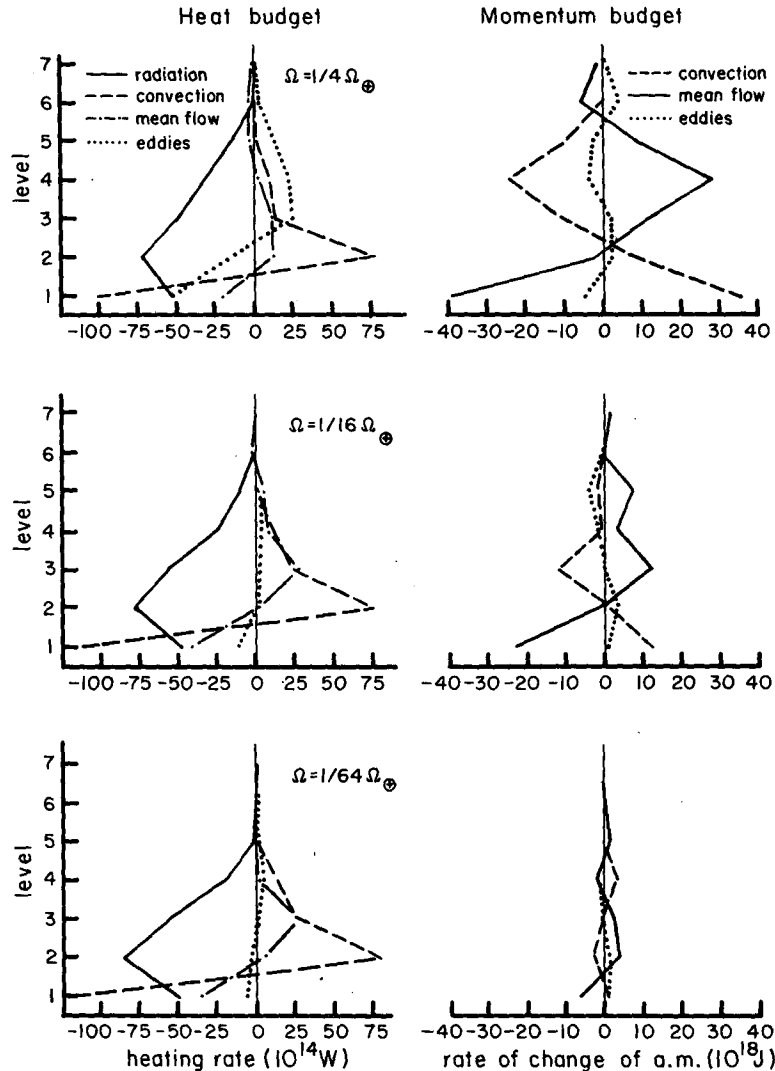 Heat budget
Momentum budget
radiation
convection
mean flow
eddies
Ω=1/4 Ω⊕
convection
mean flow
eddies
level
7
6
5
4
3
2
1
-100 -75 -50 -25 0 25 50 75
-40 -30 -20 -10 0 10 20 30 40
Ω=1/16 Ω⊕
level
7
6
5
4
3
2
1
-100 -75 -50 -25 0 25 50 75
-40 -30 -20 -10 0 10 20 30 40
Ω=1/64 Ω⊕
level
7
6
5
4
3
2
1
-100 -75 -50 -25 0 25 50 75
-40 -30 -20 -10 0 10 20 30 40
heating rate (10¹⁴W)
rate of change of a.m. (10¹⁸J)